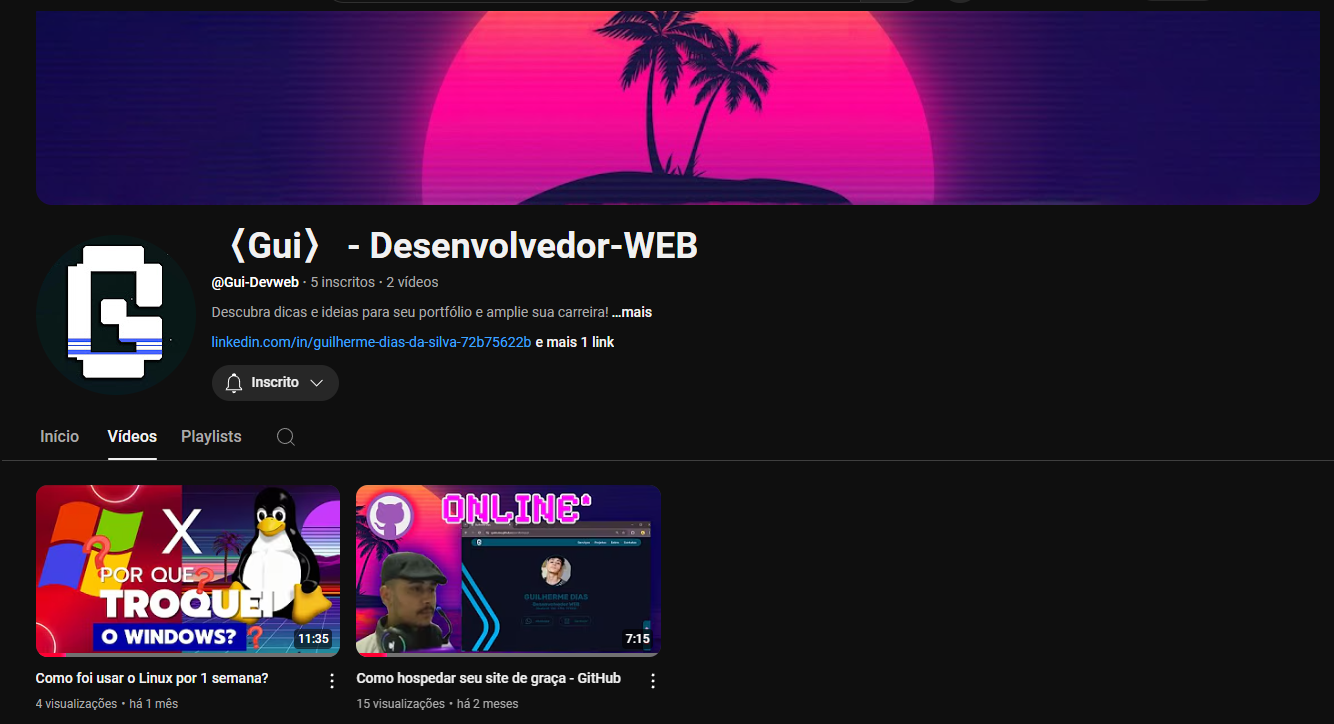 ❬Gui❭ - Desenvolvedor-WEB
@Gui-Devweb · 5 inscritos · 2 vídeos
Descubra dicas e ideias para seu portfólio e amplie sua carreira! ...mais
linkedin.com/in/guilherme-dias-da-silva-72b75622b e mais 1 link
Inscrito
Início Vídeos Playlists
X
POR QUE
TROQUEI
O WINDOWS?
11:35
ONLINE*
GUILHERME DIAS
Desenvolvedor WEB
7:15
Como foi usar o Linux por 1 semana?
4 visualizações • há 1 mês
Como hospedar seu site de graça - GitHub
15 visualizações • há 2 meses